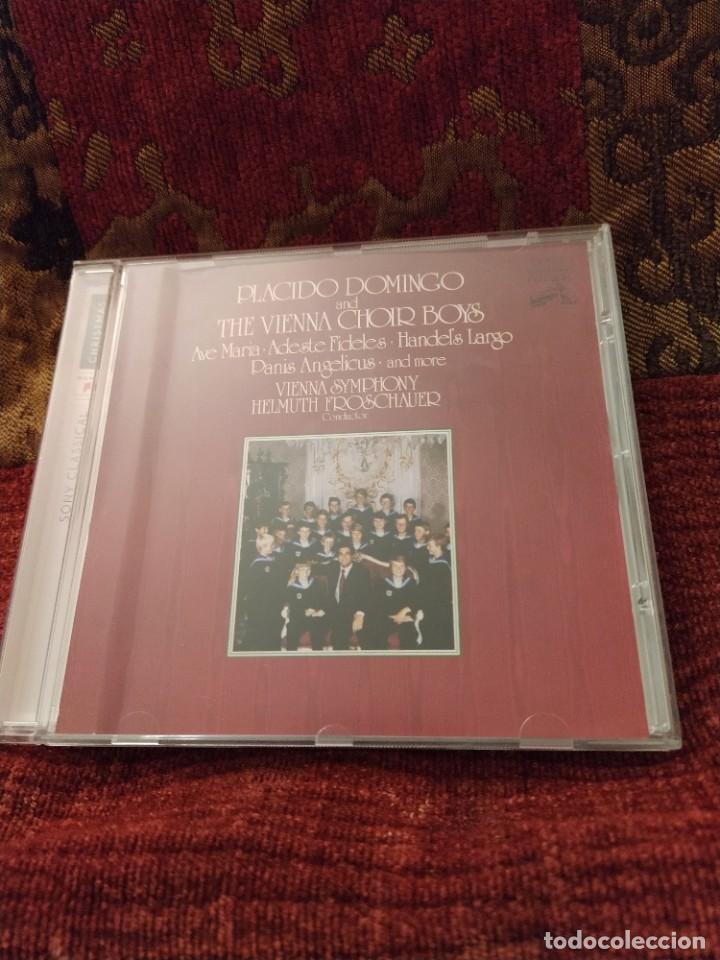 PLACIDO DOMINGO
and
THE VIENNA CHOIR BOYS
Ave Maria · Adeste Fideles · Handel's Largo
Panis Angelicus · and more
VIENNA SYMPHONY
HELMUTH FROSCHAUER
Conductor
SONY CLASSICAL
CHRISTMAS
todocoleccion